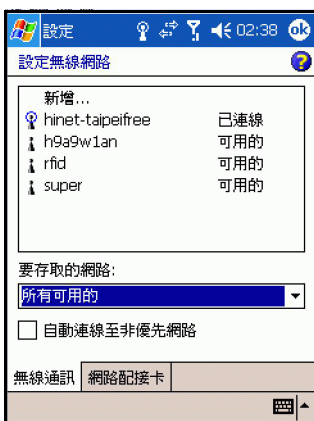 設定 02:38 ok
設定無線網路 ?
新增...
hinet-taipeifree 已連線
h9a9w1an 可用的
rfid 可用的
super 可用的
要存取的網路:
所有可用的
自動連線至非優先網路
無線通訊 網路配接卡